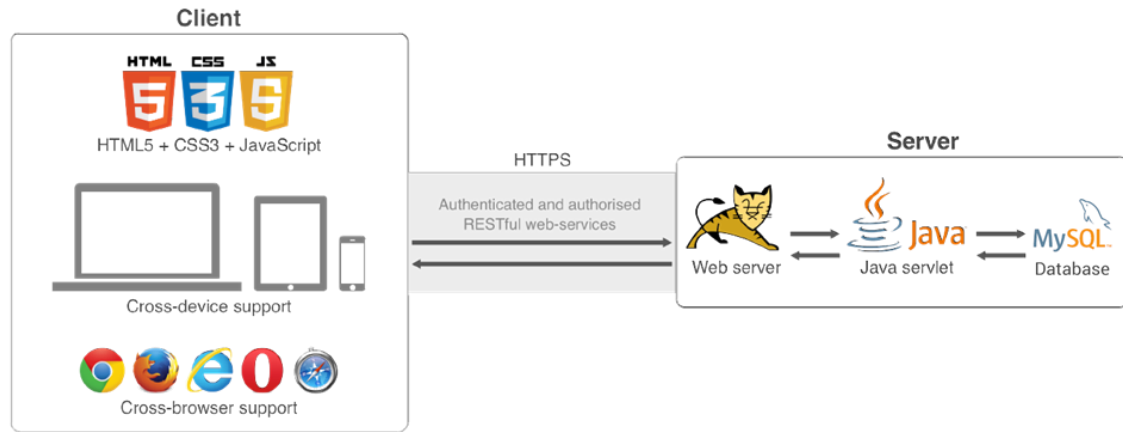 Client
HTML CSS JS
5 3 5
HTML5 + CSS3 + JavaScript
Cross-device support
Cross-browser support
HTTPS
Authenticated and authorised
RESTful web-services
Server
Java
MySQL™
Web server
Java servlet
Database